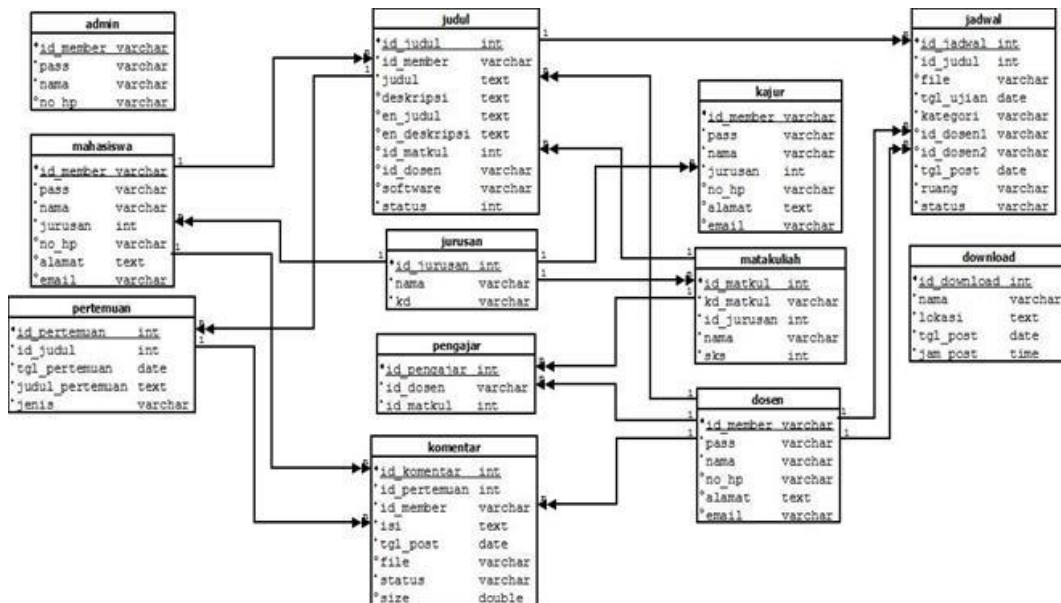 admin
*id_member varchar
*pass varchar
*nama varchar
°no_hp varchar
judul
*id_judul int
*id_member varchar
*judul text
°deskripsi text
°en_judul text
°en_deskripsi text
*id_matkul int
°id_dosen varchar
°software varchar
*status int
jadwal
*id_jadwal int
*id_judul int
°file varchar
*tgl_ujian date
*kategori varchar
°id_dosen1 varchar
°id_dosen2 varchar
*tgl_post date
*ruang varchar
*status varchar
mahasiswa
*id_member varchar
*pass varchar
*nama varchar
*jurusan int
°no_hp varchar
°alamat text
°email varchar
kajur
*id_member varchar
*pass varchar
*nama varchar
*jurusan int
°no_hp varchar
°alamat text
°email varchar
jurusan
*id_jurusan int
*nama varchar
*kd varchar
matakuliah
*id_matkul int
*kd_matkul varchar
*id_jurusan int
*nama varchar
*sks int
download
*id_download int
*nama varchar
*lokasi text
*tgl_post date
*jam_post time
pertemuan
*id_pertemuan int
*id_judul int
*tgl_pertemuan date
*judul_pertemuan text
*jenis varchar
pengajar
*id_pengajar int
*id_dosen varchar
*id_matkul int
dosen
*id_member varchar
*pass varchar
*nama varchar
°no_hp varchar
°alamat text
°email varchar
komentar
*id_komentar int
*id_pertemuan int
*id_member varchar
*isi text
*tgl_post date
°file varchar
*status varchar
°size double